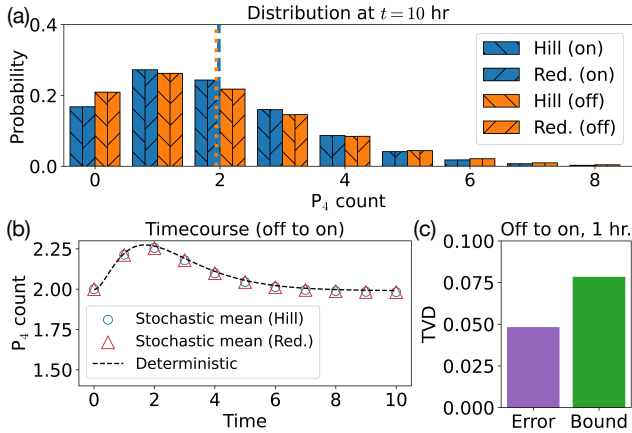 (a)
Distribution at t = 10 hr
Probability
0.4
0.2
0.0
Hill (on)
Red. (on)
Hill (off)
Red. (off)
0 2 4 6 8
P₄ count
(b)
Timecourse (off to on)
P₄ count
2.25
2.00
1.75
1.50
Stochastic mean (Hill)
Stochastic mean (Red.)
Deterministic
0 2 4 6 8 10
Time
(c)
Off to on, 1 hr.
TVD
0.100
0.075
0.050
0.025
0.000
Error Bound